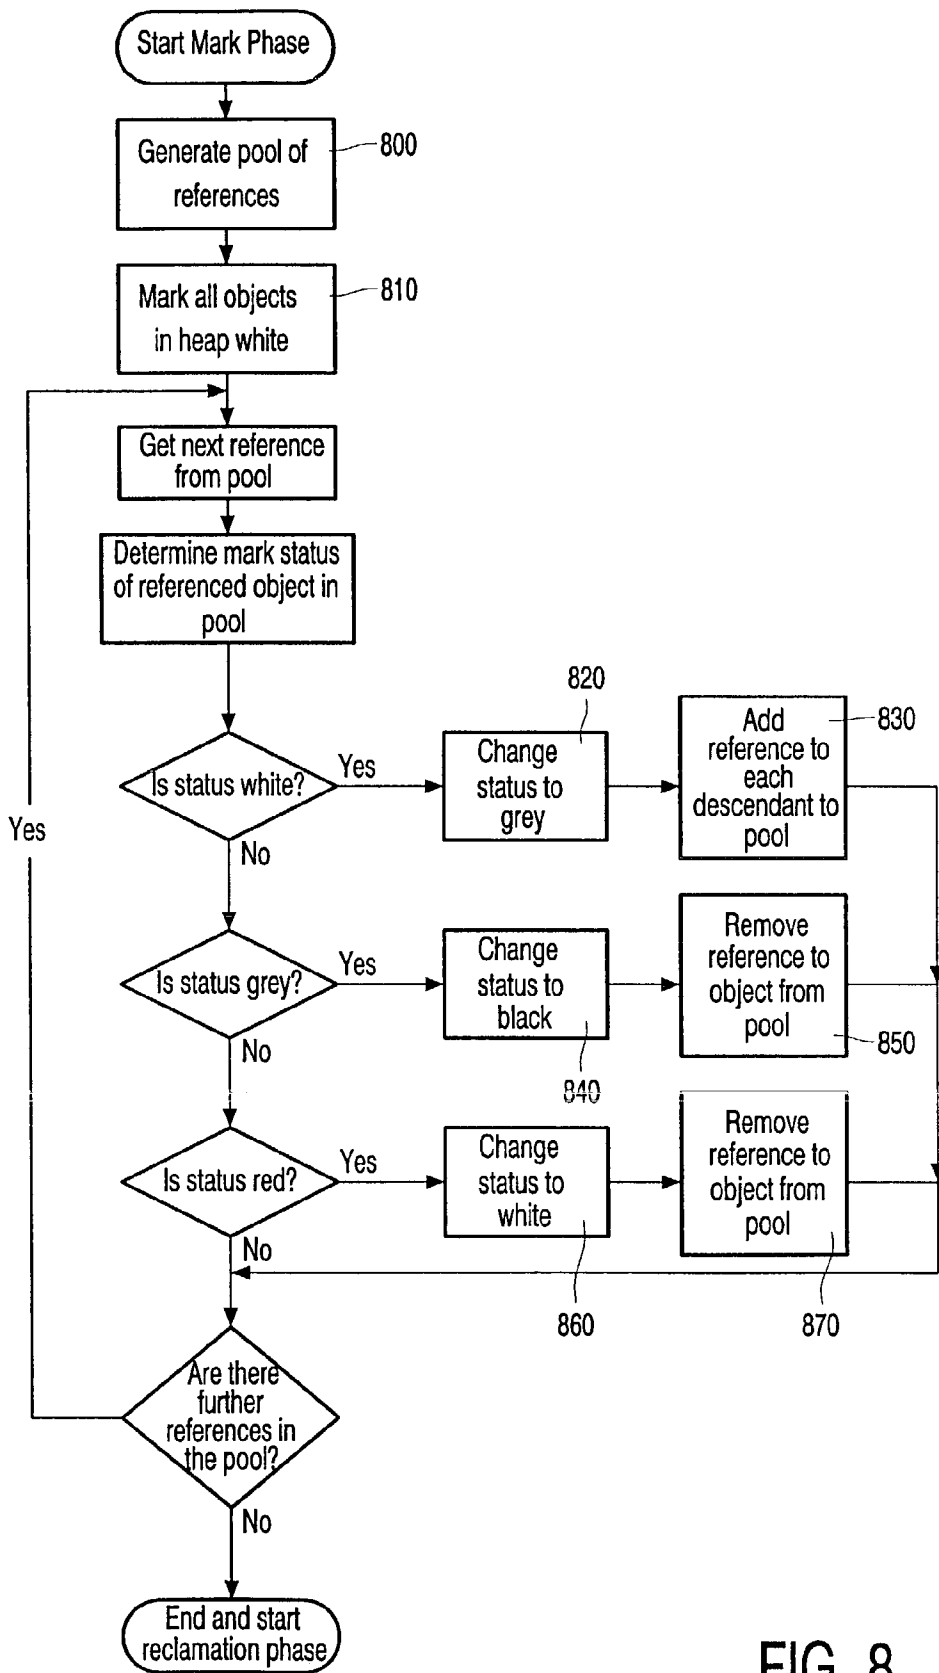 Start Mark Phase
Generate pool of
references
800
Mark all objects
in heap white
810
Get next reference
from pool
Determine mark status
of referenced object in
pool
Is status white?
Yes
No
820
Change
status to
grey
Add
reference to
each
descendant to
pool
830
Yes
Is status grey?
Yes
No
Change
status to
black
840
Remove
reference to
object from
pool
850
Is status red?
Yes
No
Change
status to
white
860
Remove
reference to
object from
pool
870
Are there
further
references in
the pool?
No
End and start
reclamation phase
FIG. 8